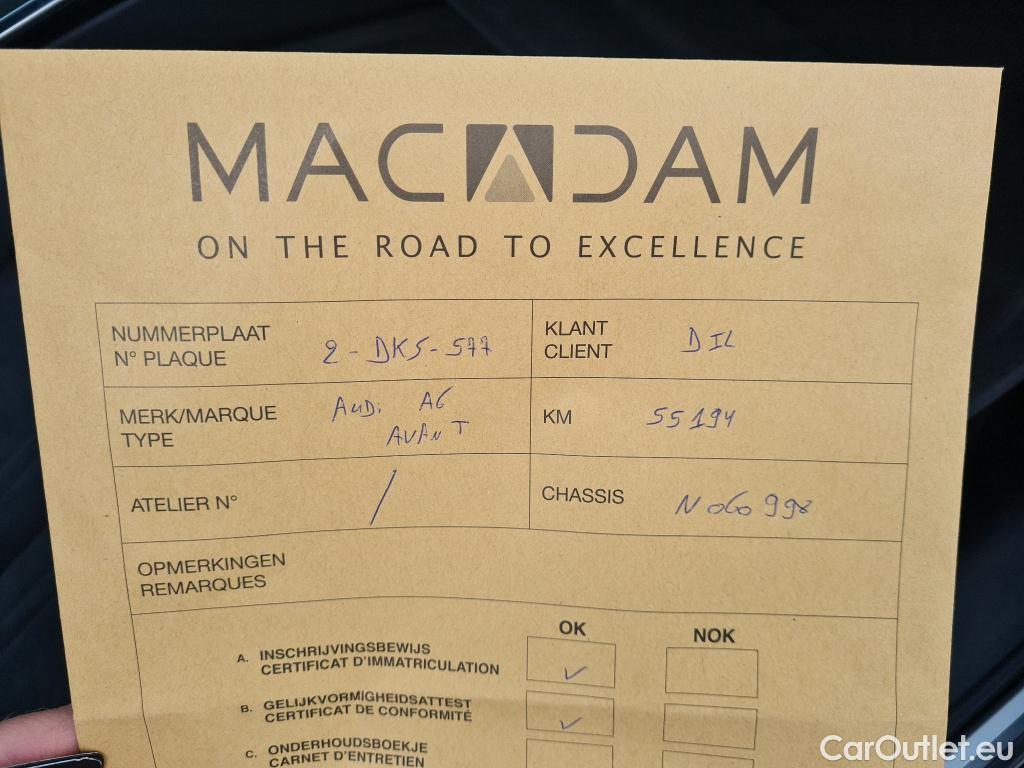 MACADAM
ON THE ROAD TO EXCELLENCE
NUMMERPLAAT
N° PLAQUE
2-DKS-577
KLANT
CLIENT
DIL
MERK/MARQUE
TYPE
AUDi A6
AVANT
KM
55194
ATELIER N°
/
CHASSIS
N060998
OPMERKINGEN
REMARQUES
OK
NOK
A. INSCHRIJVINGSBEWIJS
CERTIFICAT D'IMMATRICULATION
✓
B. GELIJKVORMIGHEIDSATTEST
CERTIFICAT DE CONFORMITÉ
✓
C. ONDERHOUDSBOEKJE
CARNET D'ENTRETIEN
CarOutlet.eu